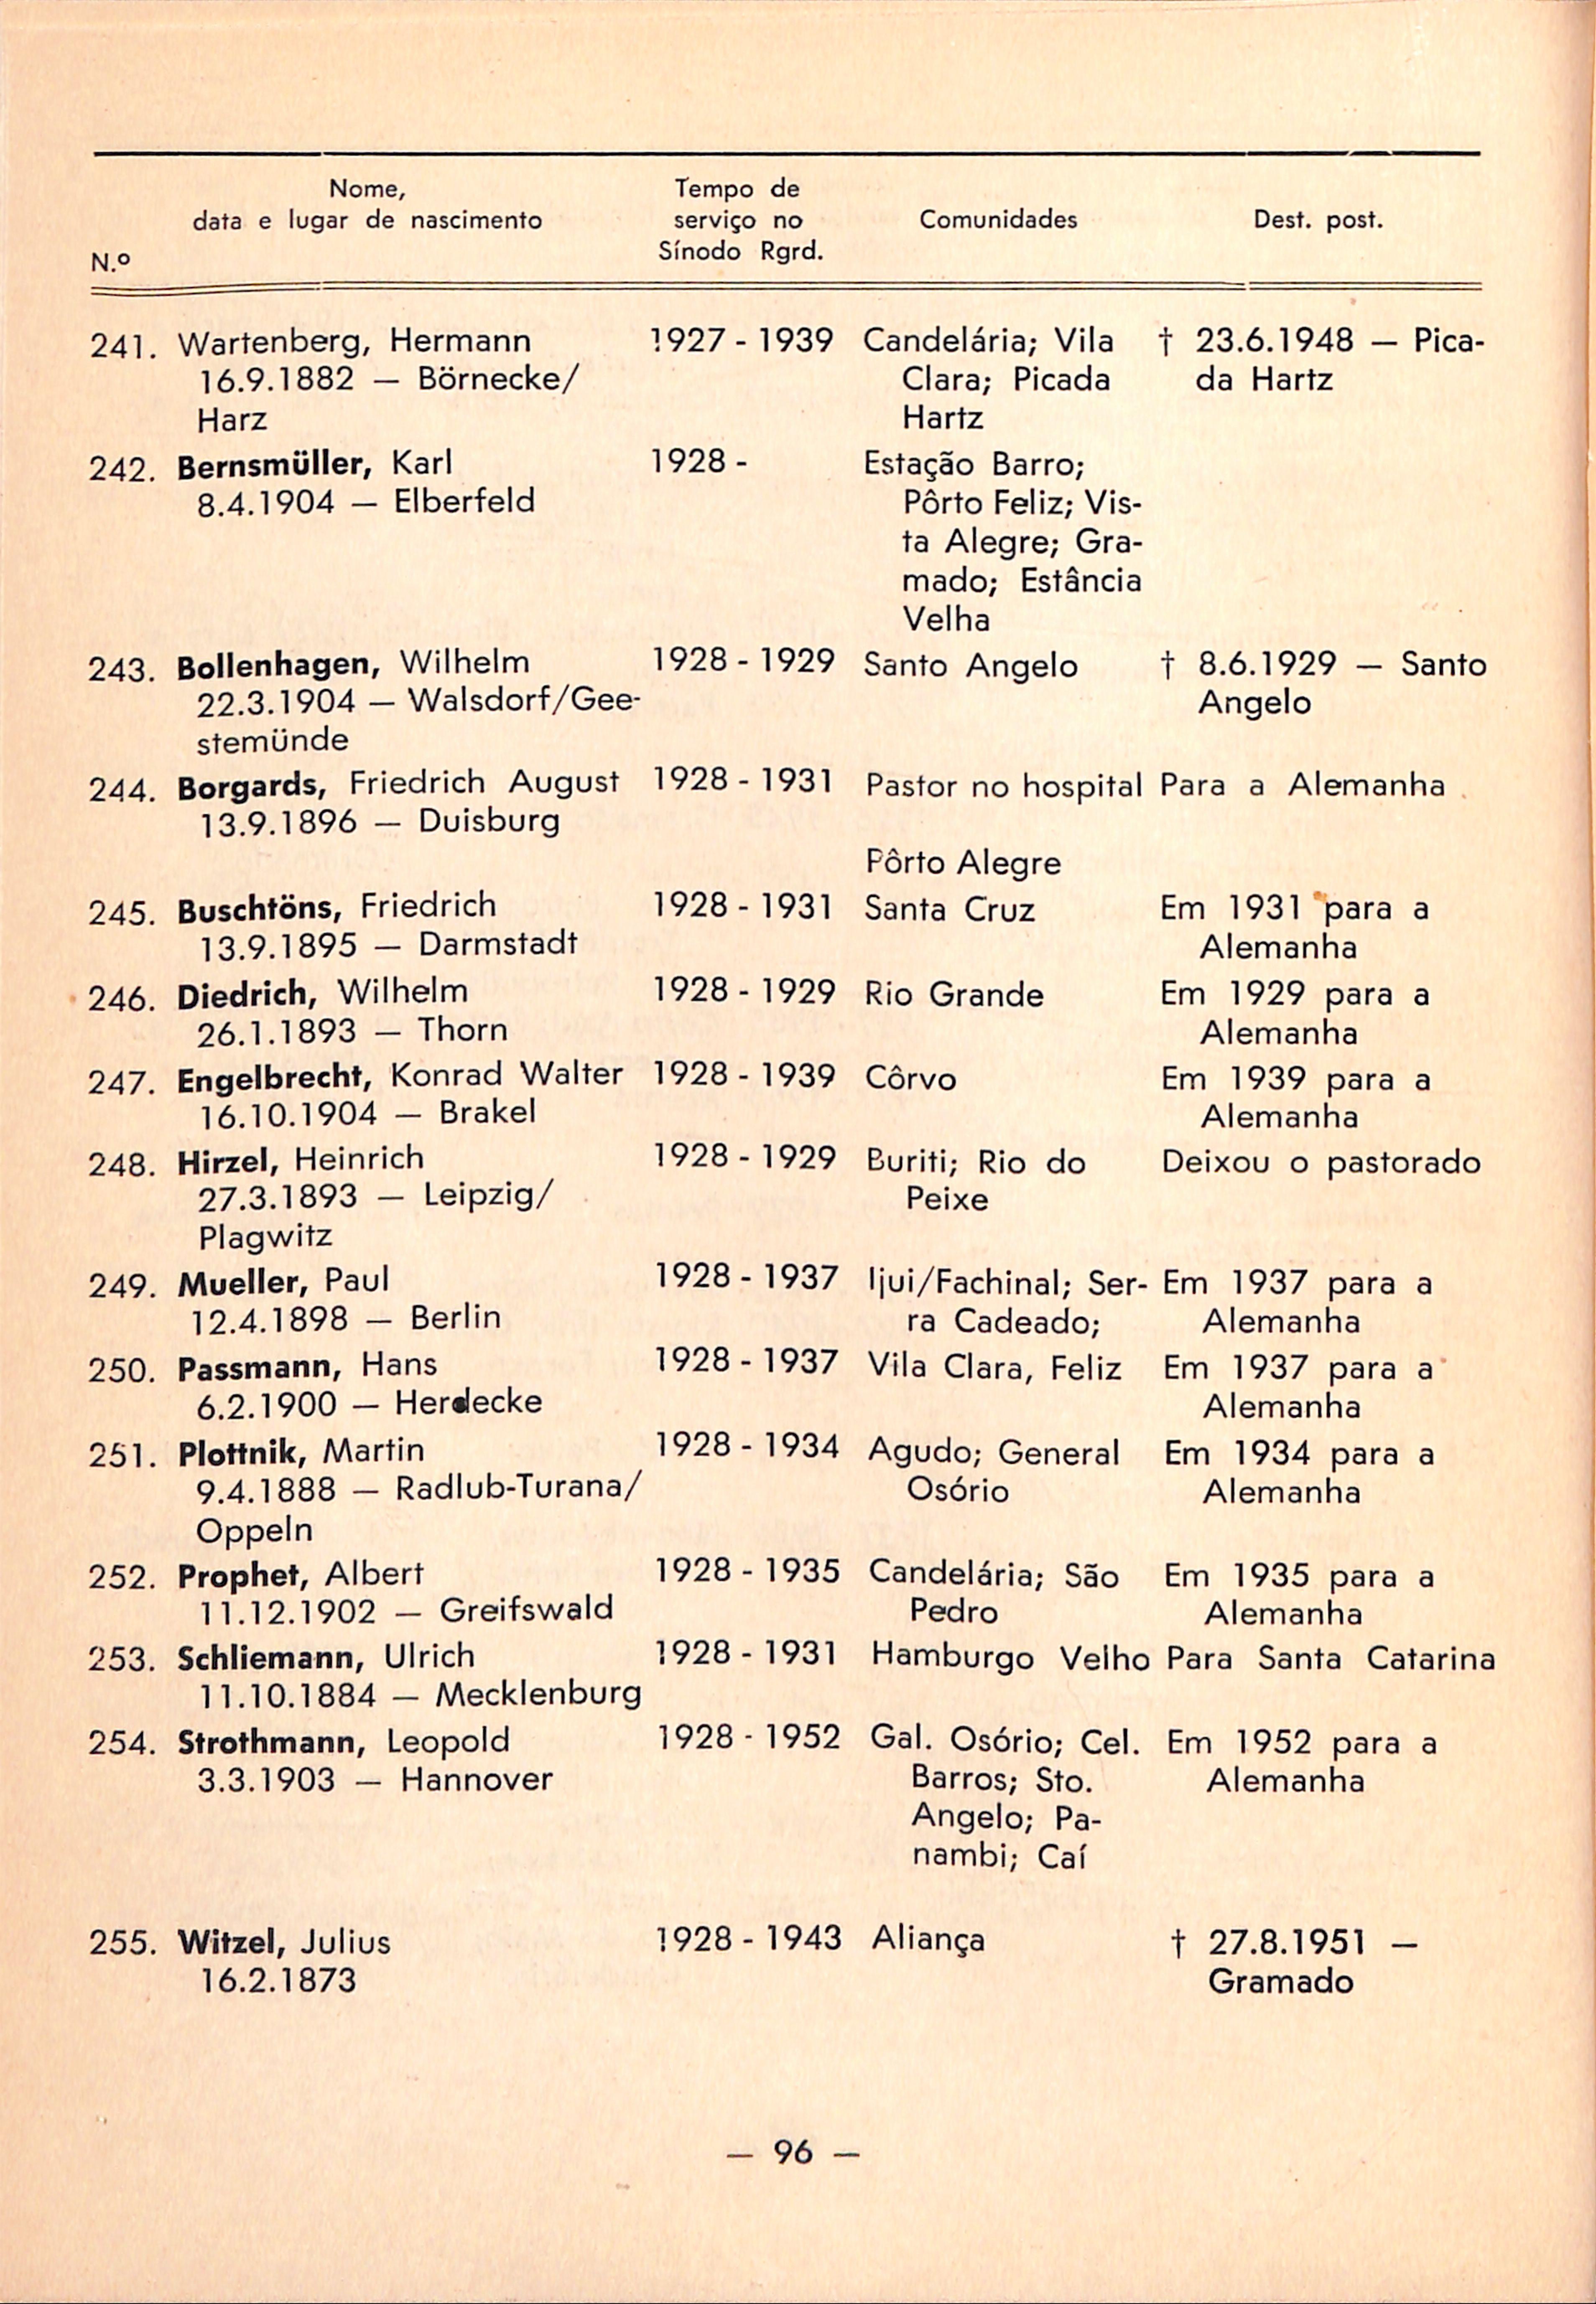 Nome,
data e lugar de nascimento
Tempo de
serviço no
Sínodo Rgrd.
Comunidades
Dest. post.
N.º
241. Wartenberg, Hermann 1927 - 1939 Candelária; Vila † 23.6.1948 — Pica-
16.9.1882 — Börnecke/ Clara; Picada da Hartz
Harz Hartz
242. Bernsmüller, Karl 1928 - Estação Barro;
8.4.1904 — Elberfeld Pôrto Feliz; Vis-
ta Alegre; Gra-
mado; Estância
Velha
243. Bollenhagen, Wilhelm 1928 - 1929 Santo Angelo † 8.6.1929 — Santo
22.3.1904 — Walsdorf/Gee- Angelo
stemünde
244. Borgards, Friedrich August 1928 - 1931 Pastor no hospital Para a Alemanha
13.9.1896 — Duisburg
Pôrto Alegre
245. Buschtöns, Friedrich 1928 - 1931 Santa Cruz Em 1931 para a
13.9.1895 — Darmstadt Alemanha
246. Diedrich, Wilhelm 1928 - 1929 Rio Grande Em 1929 para a
26.1.1893 — Thorn Alemanha
247. Engelbrecht, Konrad Walter 1928 - 1939 Côrvo Em 1939 para a
16.10.1904 — Brakel Alemanha
248. Hirzel, Heinrich 1928 - 1929 Buriti; Rio do Deixou o pastorado
27.3.1893 — Leipzig/ Peixe
Plagwitz
249. Mueller, Paul 1928 - 1937 Ijui/Fachinal; Ser- Em 1937 para a
12.4.1898 — Berlin ra Cadeado; Alemanha
250. Passmann, Hans 1928 - 1937 Vila Clara, Feliz Em 1937 para a
6.2.1900 — Herdecke Alemanha
251. Plottnik, Martin 1928 - 1934 Agudo; General Em 1934 para a
9.4.1888 — Radlub-Turana/ Osório Alemanha
Oppeln
252. Prophet, Albert 1928 - 1935 Candelária; São Em 1935 para a
11.12.1902 — Greifswald Pedro Alemanha
253. Schliemann, Ulrich 1928 - 1931 Hamburgo Velho Para Santa Catarina
11.10.1884 — Mecklenburg
254. Strothmann, Leopold 1928 - 1952 Gal. Osório; Cel. Em 1952 para a
3.3.1903 — Hannover Barros; Sto. Alemanha
Angelo; Pa-
nambi; Caí
255. Witzel, Julius 1928 - 1943 Aliança † 27.8.1951 —
16.2.1873 Gramado
— 96 —